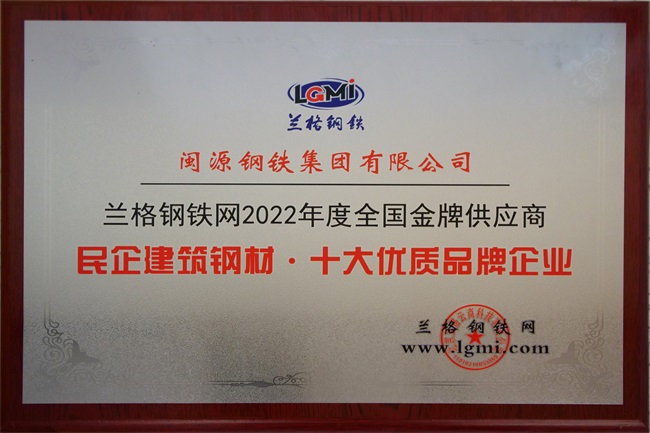 LGMi
兰格钢铁
闽源钢铁集团有限公司
兰格钢铁网2022年度全国金牌供应商
民企建筑钢材·十大优质品牌企业
兰格钢铁网
www.lgmi.com